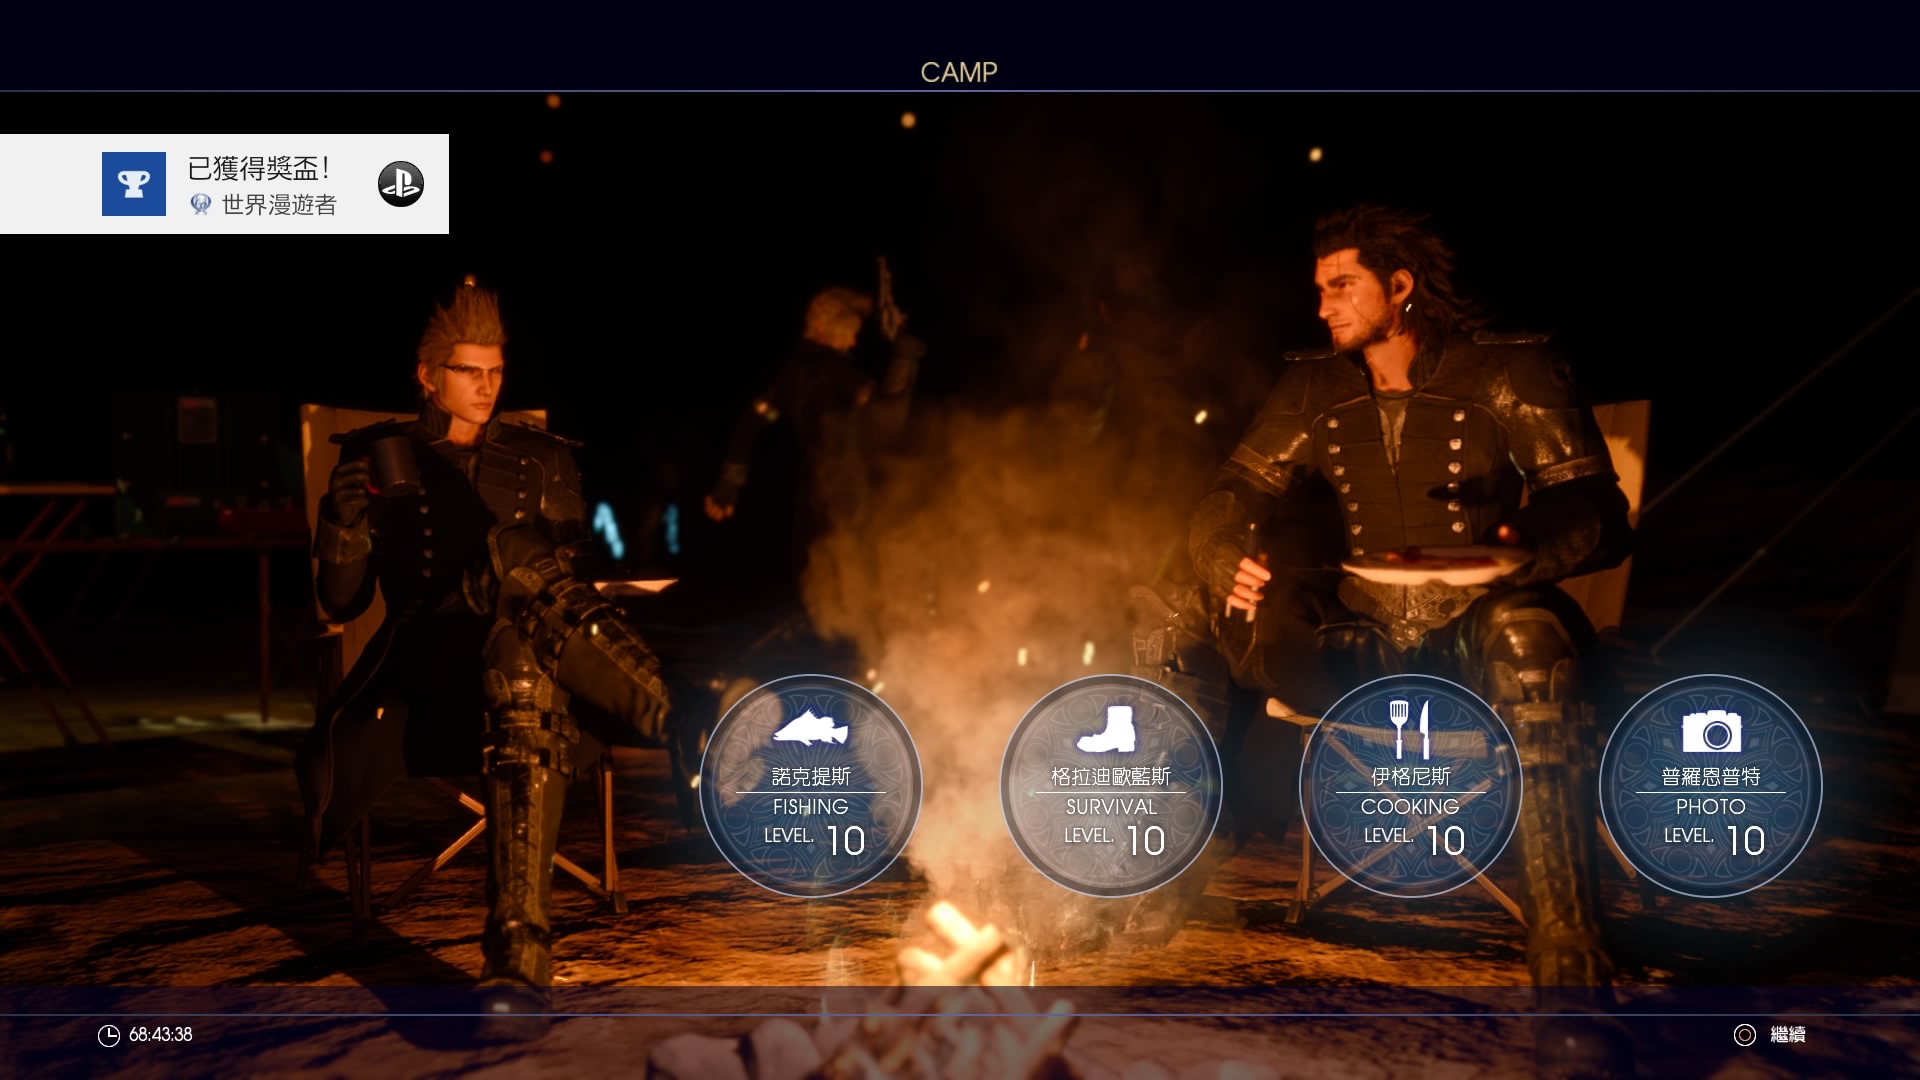 CAMP
已獲得獎盃！
世界漫遊者
諾克提斯
FISHING
LEVEL. 10
格拉迪歐藍斯
SURVIVAL
LEVEL. 10
伊格尼斯
COOKING
LEVEL. 10
普羅恩普特
PHOTO
LEVEL. 10
68:43:38
繼續